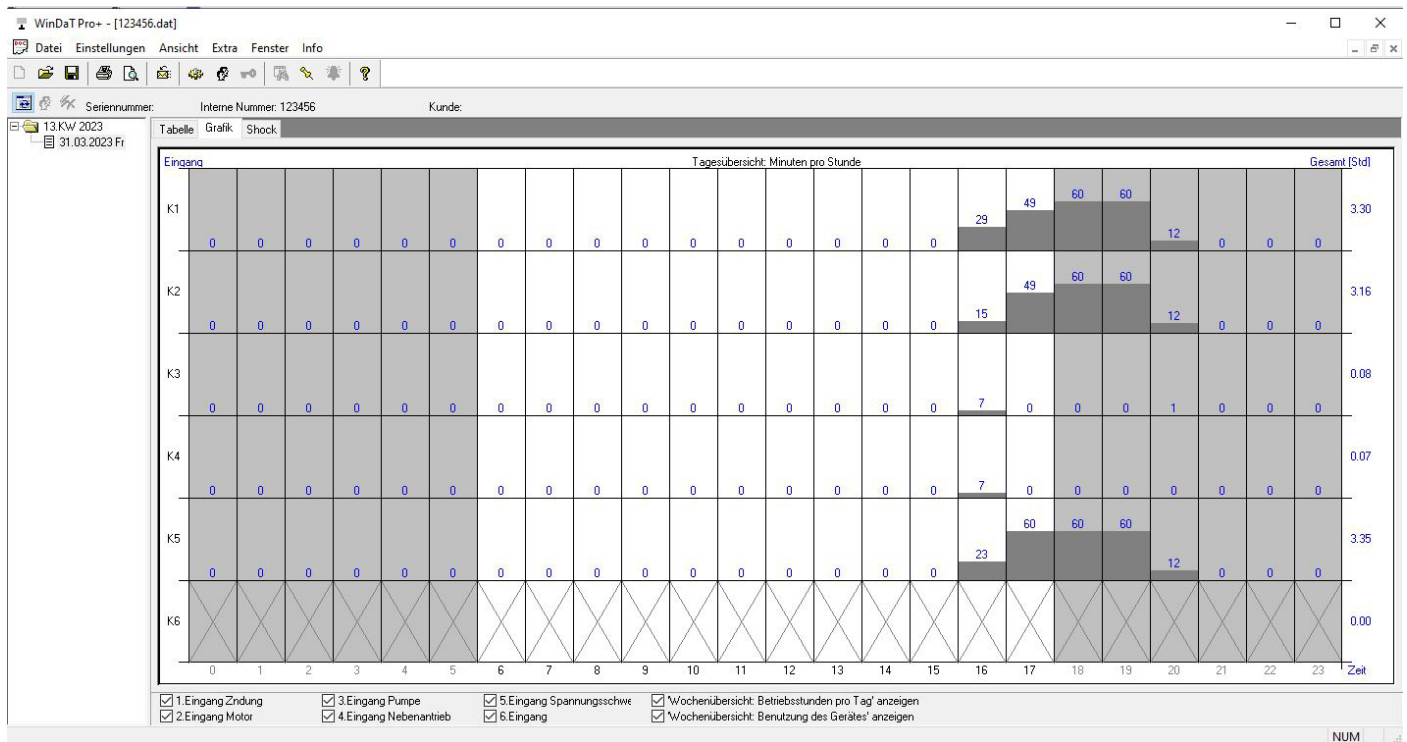 WinDaT Pro+ - [123456.dat]
Datei Einstellungen Ansicht Extra Fenster Info
Seriennummer: Interne Nummer: 123456 Kunde:
13.KW 2023
31.03.2023 Fr
Tabelle Grafik Shock
Eingang Tagesübersicht: Minuten pro Stunde Gesamt [Std]
K1 0 0 0 0 0 0 0 0 0 0 0 0 0 0 0 0 29 49 60 60 12 0 0 0 3.30
K2 0 0 0 0 0 0 0 0 0 0 0 0 0 0 0 0 15 49 60 60 12 0 0 0 3.16
K3 0 0 0 0 0 0 0 0 0 0 0 0 0 0 0 0 7 0 0 0 1 0 0 0 0.08
K4 0 0 0 0 0 0 0 0 0 0 0 0 0 0 0 0 7 0 0 0 0 0 0 0 0.07
K5 0 0 0 0 0 0 0 0 0 0 0 0 0 0 0 0 23 60 60 60 12 0 0 0 3.35
K6 0.00
0 1 2 3 4 5 6 7 8 9 10 11 12 13 14 15 16 17 18 19 20 21 22 23 Zeit
1.Eingang Zndung 3.Eingang Pumpe 5.Eingang Spannungsschwe 'Wochenübersicht: Betriebsstunden pro Tag' anzeigen
2.Eingang Motor 4.Eingang Nebenantrieb 6.Eingang 'Wochenübersicht: Benutzung des Gerätes' anzeigen
NUM